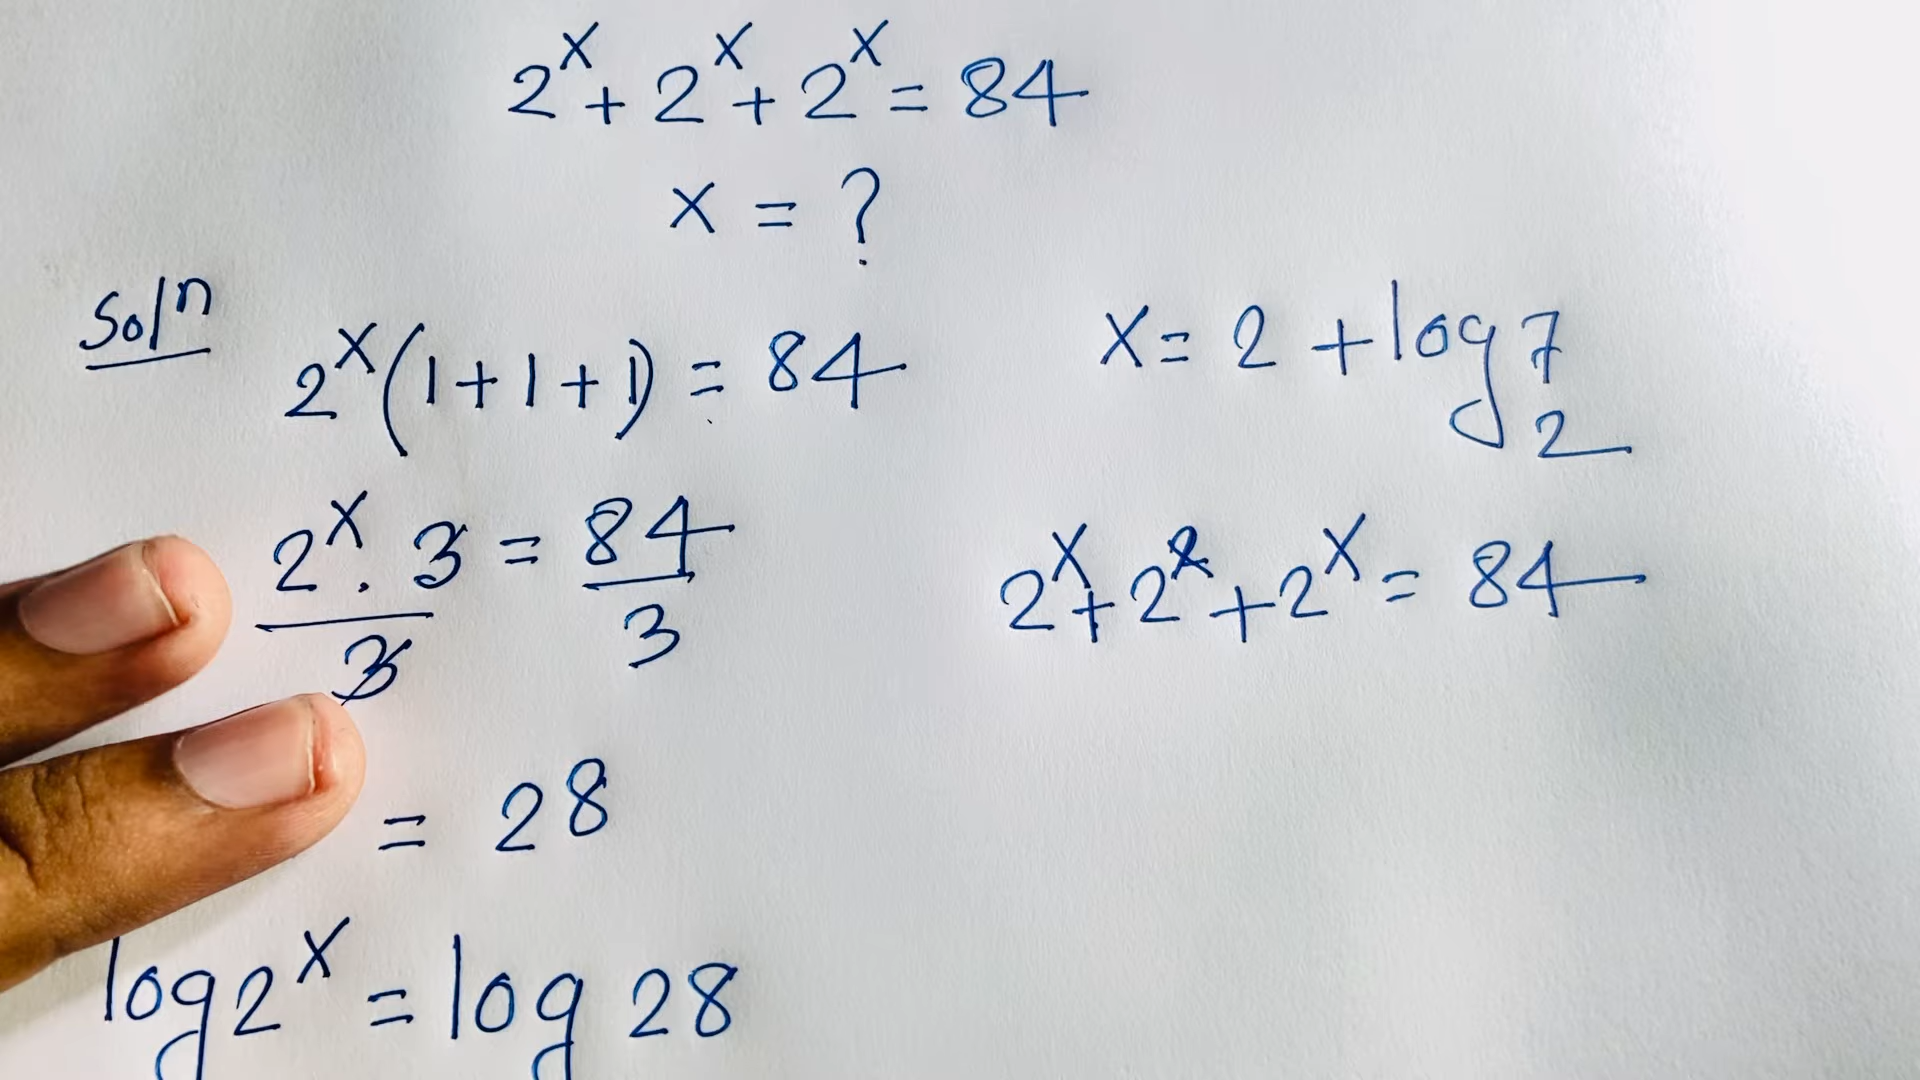 2^x + 2^x + 2^x = 84
x = ?
Soln
2^x (1 + 1 + 1) = 84
2^x . 3 / 3 = 84 / 3
= 28
log 2^x = log 28
x = 2 + log_2 7
2^x + 2^x + 2^x = 84